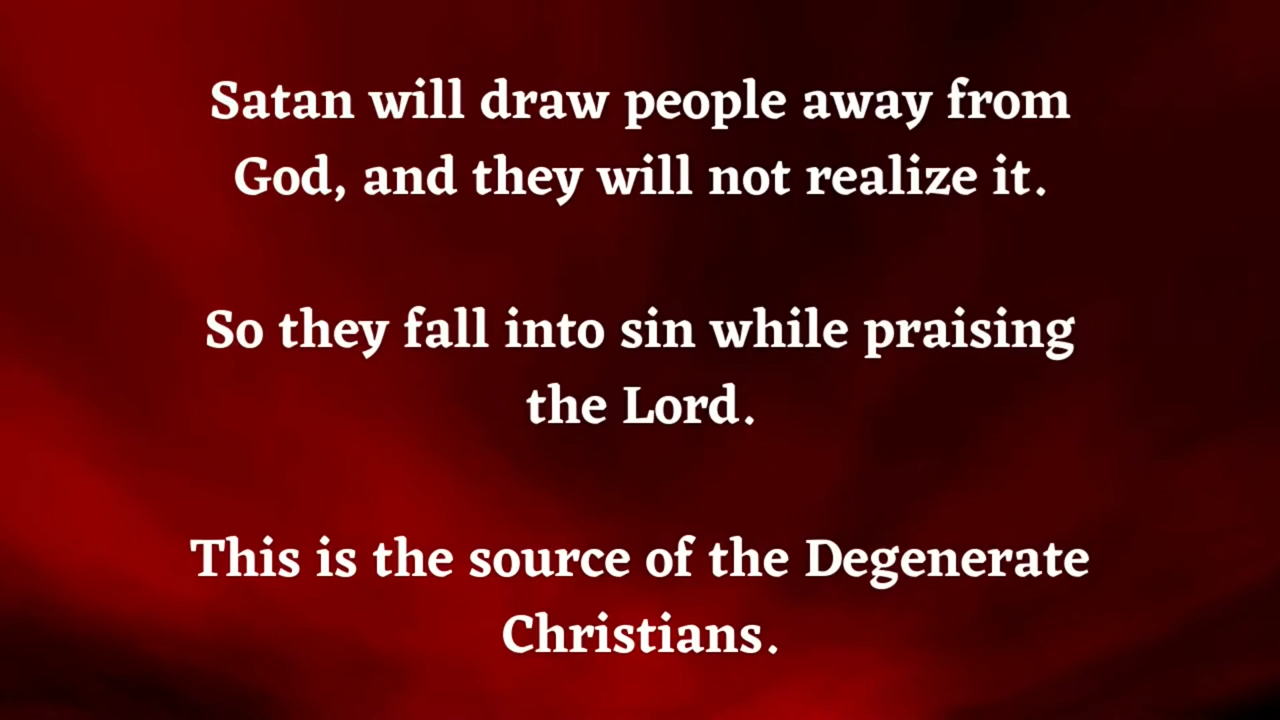 Satan will draw people away from
God, and they will not realize it.
So they fall into sin while praising
the Lord.
This is the source of the Degenerate
Christians.